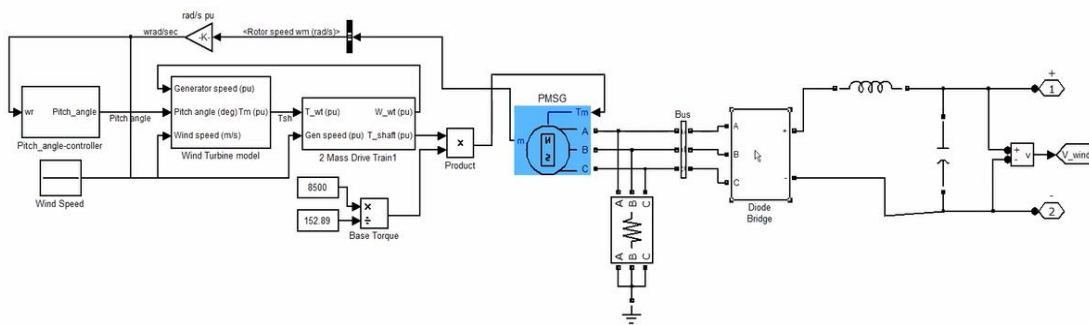 rad/s pu
wrad/sec
-K-
<Rotor speed wm (rad/s)>
wr
Pitch_angle
Pitch_angle-controller
Pitch angle
Generator speed (pu)
Pitch angle (deg)
Tm (pu)
Wind speed (m/s)
Wind Turbine model
Tsh
T_wt (pu)
W_wt (pu)
Gen speed (pu)
T_shaft (pu)
2 Mass Drive Train1
×
Product
Wind Speed
8500
152.89
×
÷
Base Torque
PMSG
Tm
m
N
S
A
B
C
Bus
A
B
C
A
B
C
A
B
C
+
-
Diode
Bridge
+
1
+
-
v
V_wind
-
2